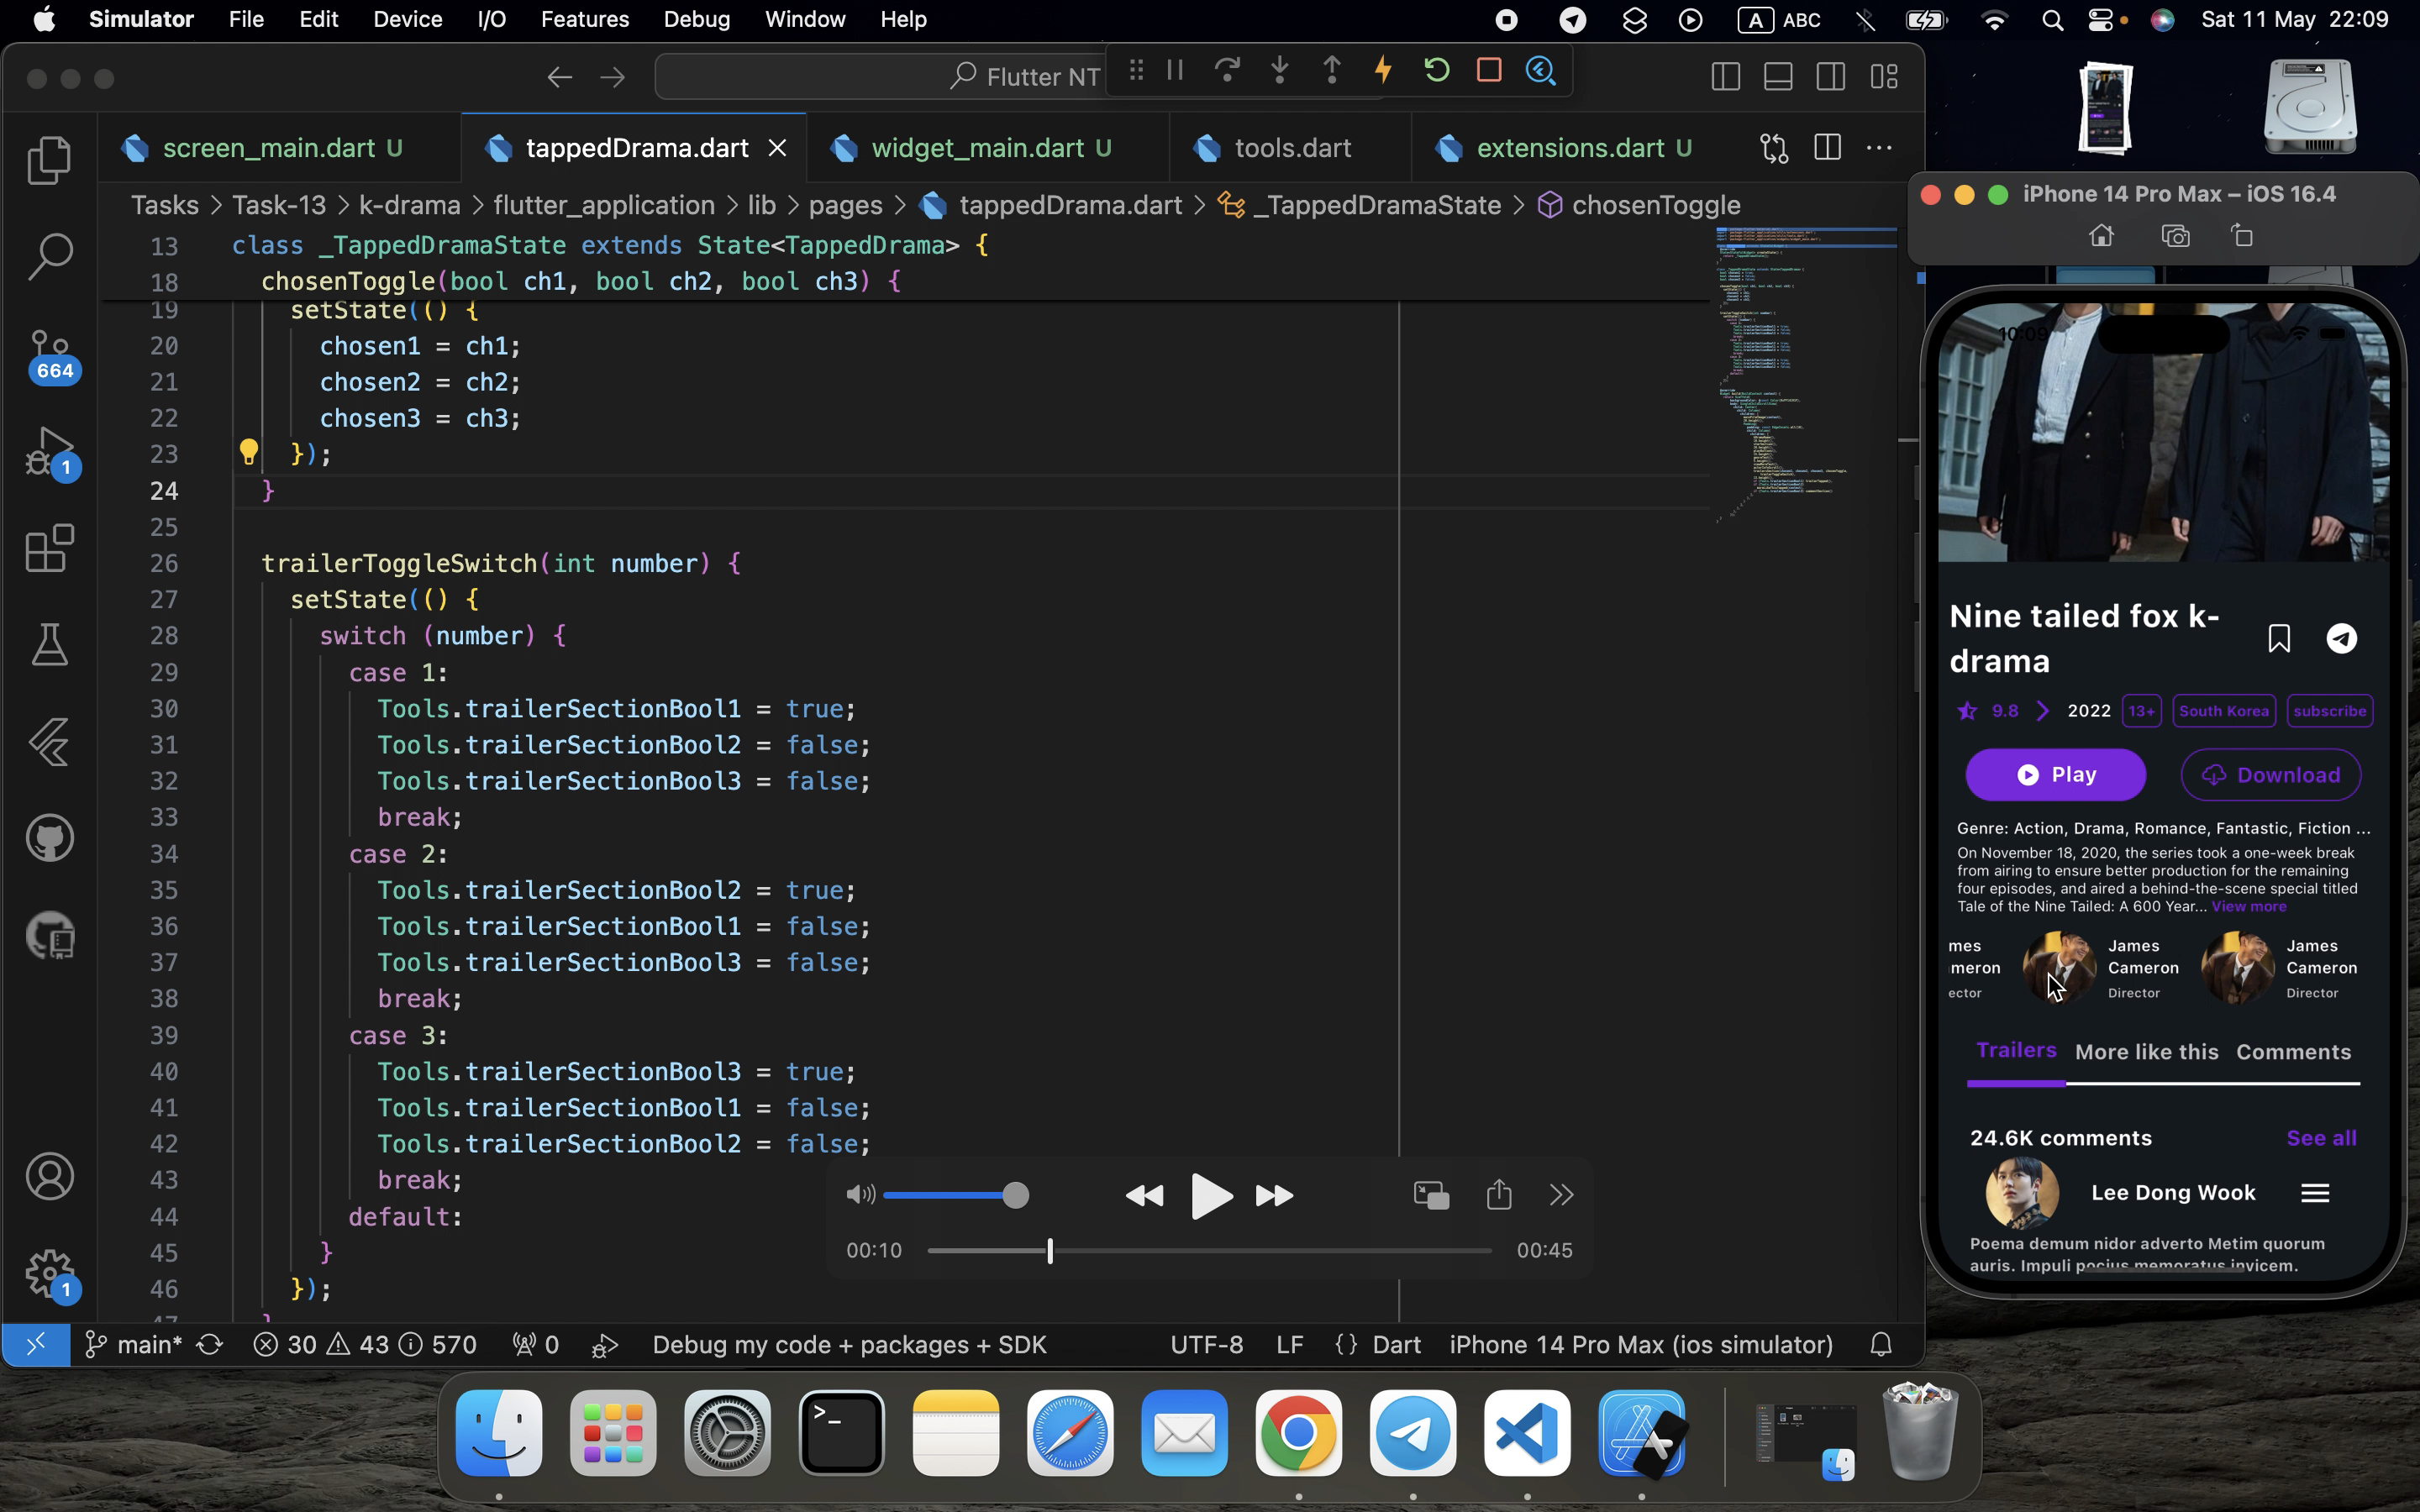 Simulator File Edit Device I/O Features Debug Window Help A ABC Sat 11 May 22:09
Flutter NT
screen_main.dart U tappedDrama.dart widget_main.dart U tools.dart extensions.dart U
Tasks > Task-13 > k-drama > flutter_application > lib > pages > tappedDrama.dart > _TappedDramaState > chosenToggle
13 class _TappedDramaState extends State<TappedDrama> {
18 chosenToggle(bool ch1, bool ch2, bool ch3) {
19 setState(() {
20 chosen1 = ch1;
21 chosen2 = ch2;
22 chosen3 = ch3;
23 });
24 }
25
26 trailerToggleSwitch(int number) {
27 setState(() {
28 switch (number) {
29 case 1:
30 Tools.trailerSectionBool1 = true;
31 Tools.trailerSectionBool2 = false;
32 Tools.trailerSectionBool3 = false;
33 break;
34 case 2:
35 Tools.trailerSectionBool2 = true;
36 Tools.trailerSectionBool1 = false;
37 Tools.trailerSectionBool3 = false;
38 break;
39 case 3:
40 Tools.trailerSectionBool3 = true;
41 Tools.trailerSectionBool1 = false;
42 Tools.trailerSectionBool2 = false;
43 break;
44 default:
45 }
46 });
664
1
1
00:10 00:45
main* 30 43 570 0 Debug my code + packages + SDK UTF-8 LF {} Dart iPhone 14 Pro Max (ios simulator)
iPhone 14 Pro Max – iOS 16.4
10:09
Nine tailed fox k-
drama
9.8 2022 13+ South Korea subscribe
Play Download
Genre: Action, Drama, Romance, Fantastic, Fiction ...
On November 18, 2020, the series took a one-week break
from airing to ensure better production for the remaining
four episodes, and aired a behind-the-scene special titled
Tale of the Nine Tailed: A 600 Year... View more
mes James James
meron Cameron Cameron
ector Director Director
Trailers More like this Comments
24.6K comments See all
Lee Dong Wook
Poema demum nidor adverto Metim quorum
auris. Impuli pocius memoratus invicem.